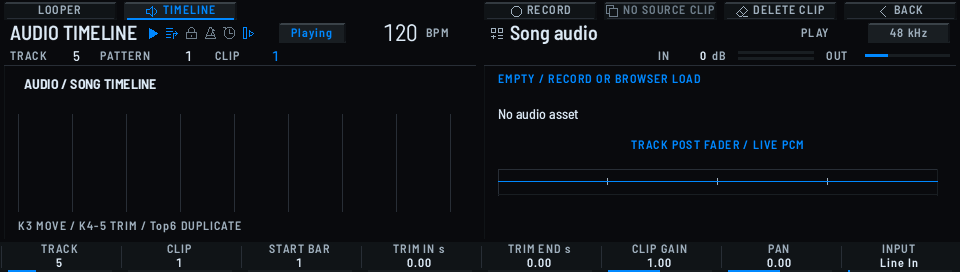 LOOPER TIMELINE RECORD NO SOURCE CLIP DELETE CLIP BACK
AUDIO TIMELINE Playing 120 BPM Song audio PLAY 48 kHz
TRACK 5 PATTERN 1 CLIP 1 IN 0 dB OUT
AUDIO / SONG TIMELINE
EMPTY / RECORD OR BROWSER LOAD
No audio asset
TRACK POST FADER / LIVE PCM
K3 MOVE / K4-5 TRIM / Top6 DUPLICATE
TRACK CLIP START BAR TRIM IN s TRIM END s CLIP GAIN PAN INPUT
5 1 1 0.00 0.00 1.00 0.00 Line In